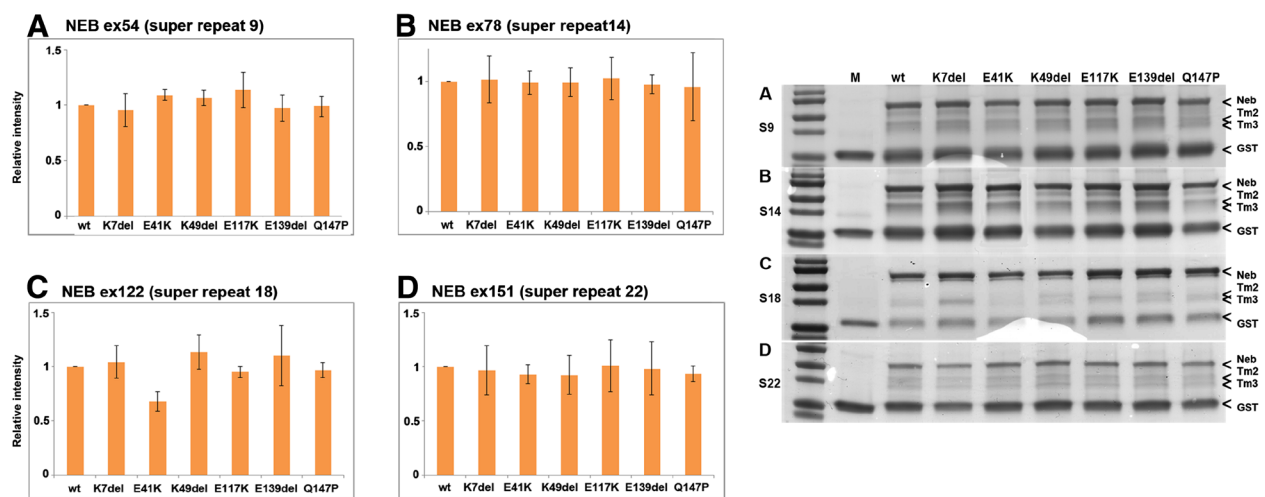 A NEB ex54 (super repeat 9)
Relative intensity
1.5
1
0.5
0
wt K7del E41K K49del E117K E139del Q147P
B NEB ex78 (super repeat14)
1
0.5
0
wt K7del E41K K49del E117K E139del Q147P
C NEB ex122 (super repeat 18)
Relative intensity
1.5
1
0.5
0
wt K7del E41K K49del E117K E139del Q147P
D NEB ex151 (super repeat 22)
1.5
1
0.5
0
wt K7del E41K K49del E117K E139del Q147P
M wt K7del E41K K49del E117K E139del Q147P
A
S9
Neb
Tm2
Tm3
GST
B
S14
Neb
Tm2
Tm3
GST
C
S18
Neb
Tm2
Tm3
GST
D
S22
Neb
Tm2
Tm3
GST